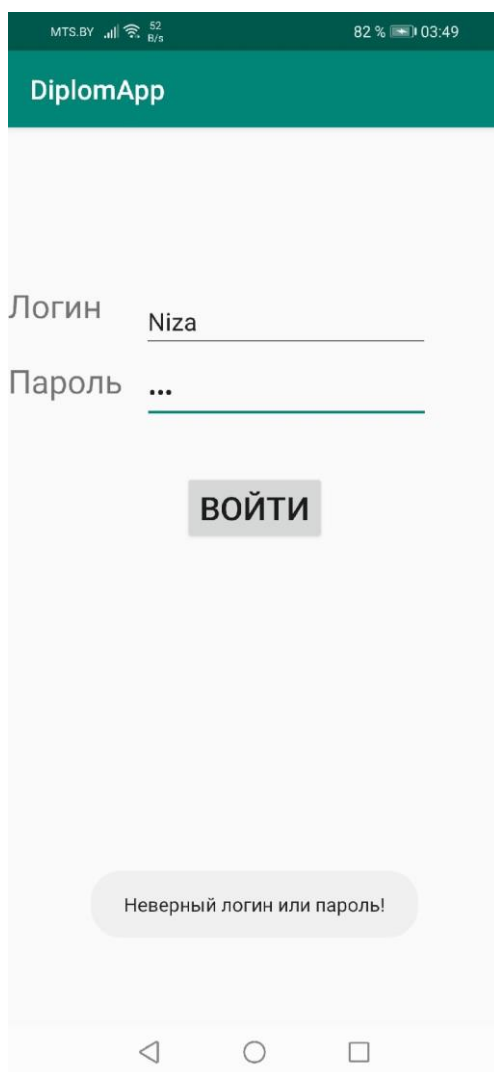 MTS.BY 52 B/s 82 % 03:49
DiplomApp
Логин Niza
Пароль •••
ВОЙТИ
Неверный логин или пароль!